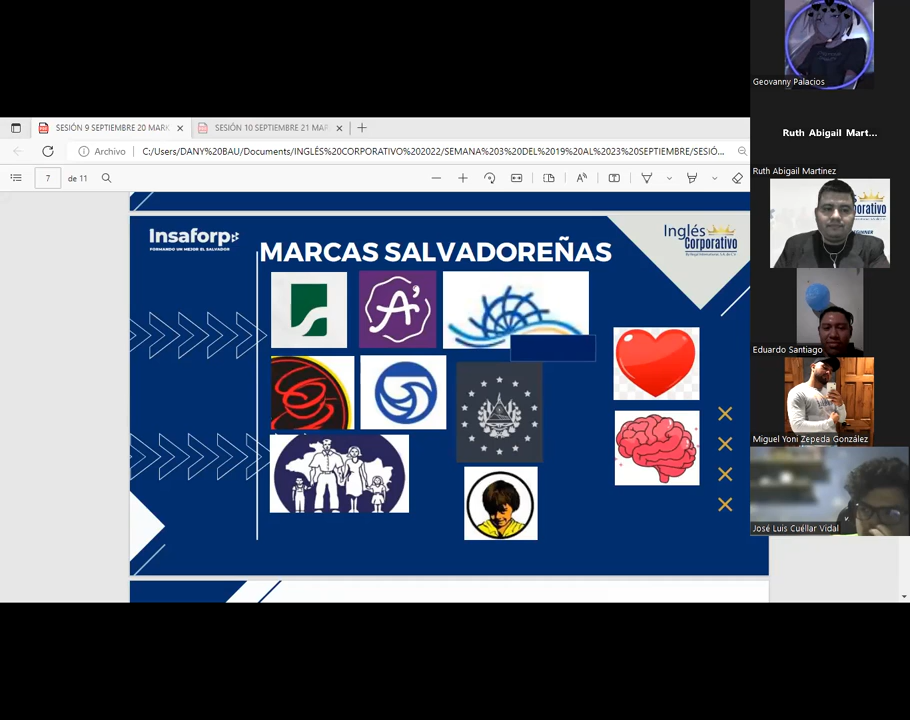 Geovanny Palacios
Ruth Abigail Mart...
Ruth Abigail Martinez
Eduardo Santiago
Miguel Yoni Zepeda González
José Luis Cuéllar Vidal
SESIÓN 9 SEPTIEMBRE 20 MARK
SESIÓN 10 SEPTIEMBRE 21 MAR
Archivo
C:/Users/DANY%20BAU/Documents/INGLÉS%20CORPORATIVO%202022/SEMANA%203%20DEL%2019%20AL%2023%20SEPTIEMBRE/SESIÓ...
7
de 11
Insaforp
FORMANDO UN MEJOR EL SALVADOR
MARCAS SALVADOREÑAS
Inglés
Corporativo
A'